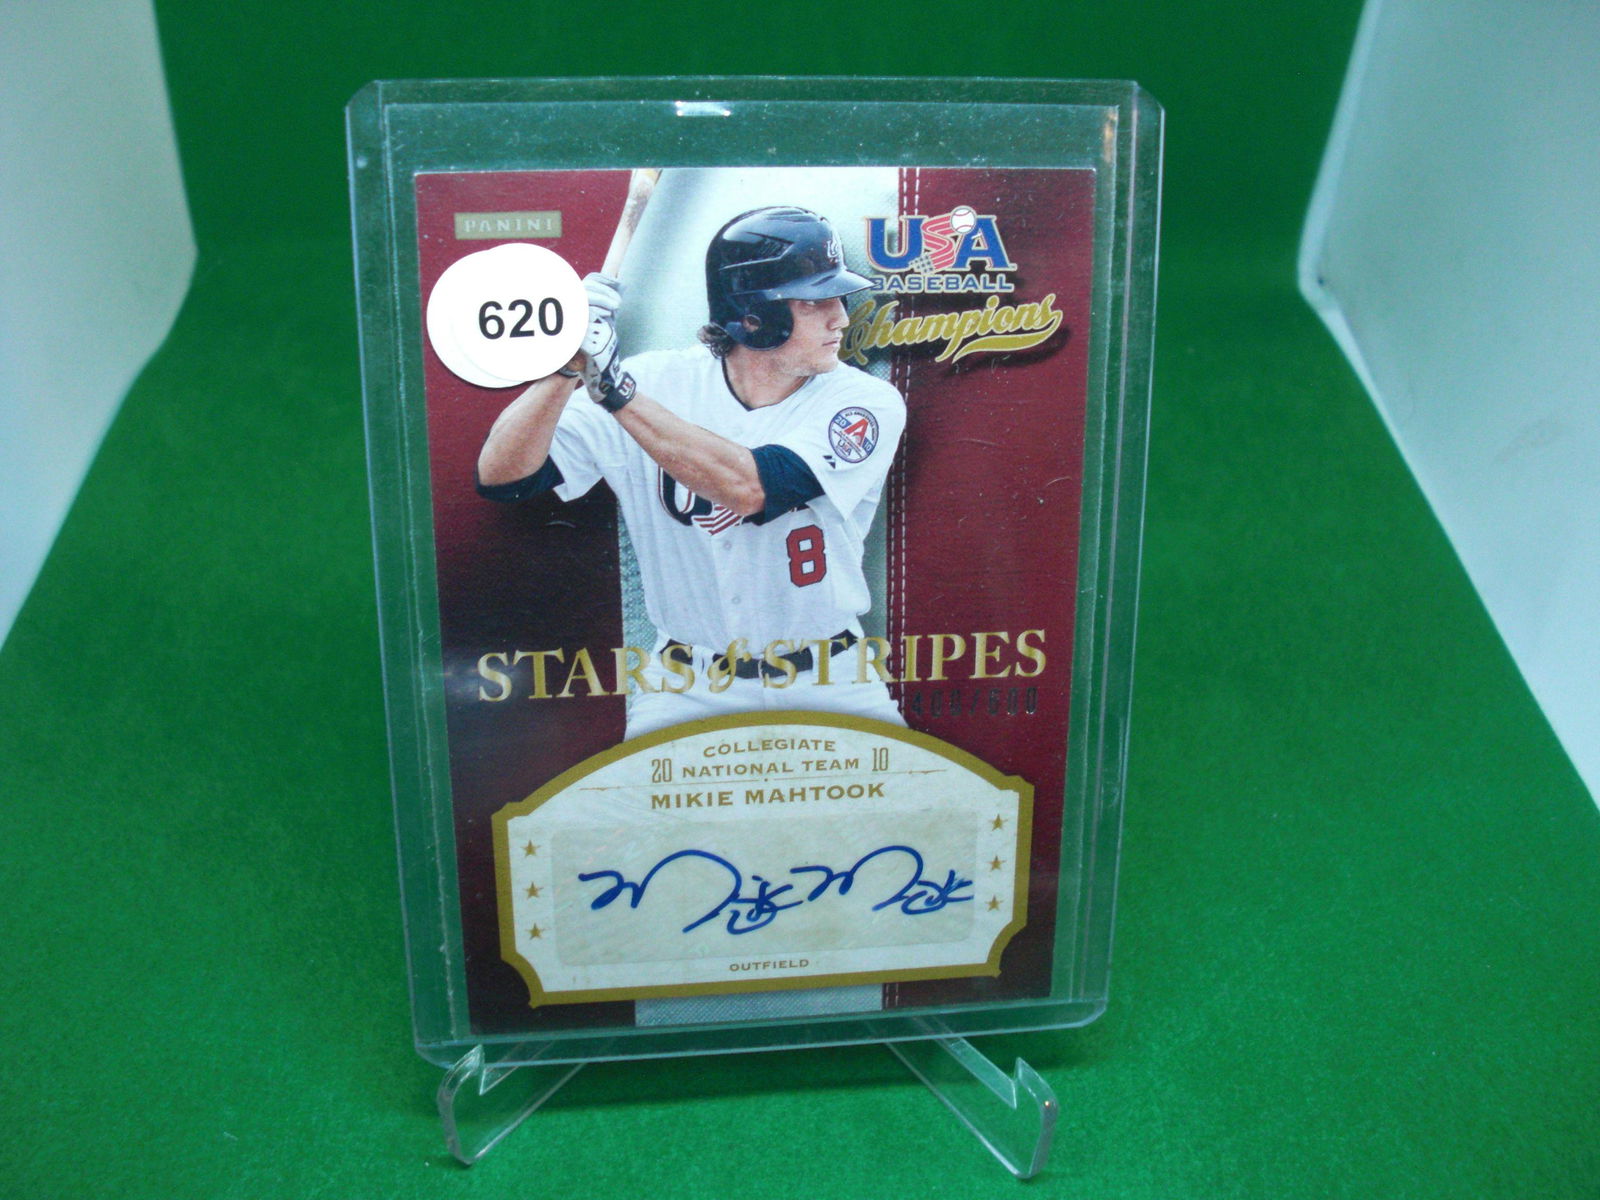 PANINI
620
USA
BASEBALL
Champions
8
STARS & STRIPES
COLLEGIATE
20 NATIONAL TEAM 10
MIKIE MAHTOOK
OUTFIELD